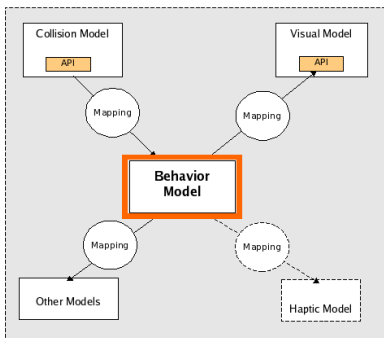 Collision Model
API
Visual Model
API
Mapping
Mapping
Behavior
Model
Mapping
Mapping
Other Models
Haptic Model